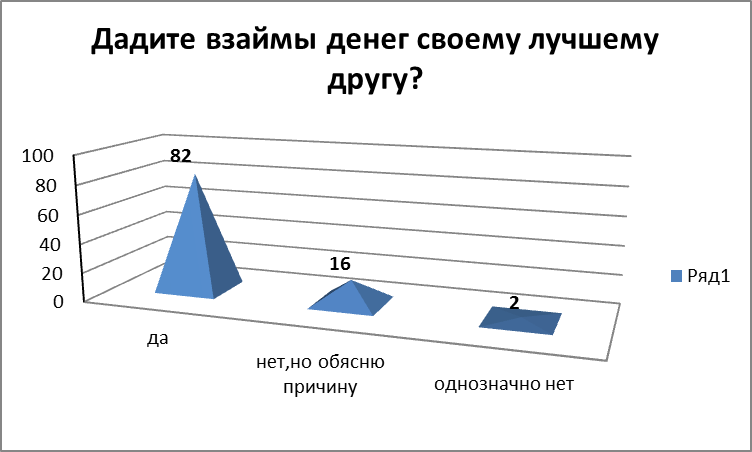 Дадите взаймы денег своему лучшему
другу?
100
80
60
40
20
0
82
16
2
да
нет,но обясню
причину
однозначно нет
Ряд1